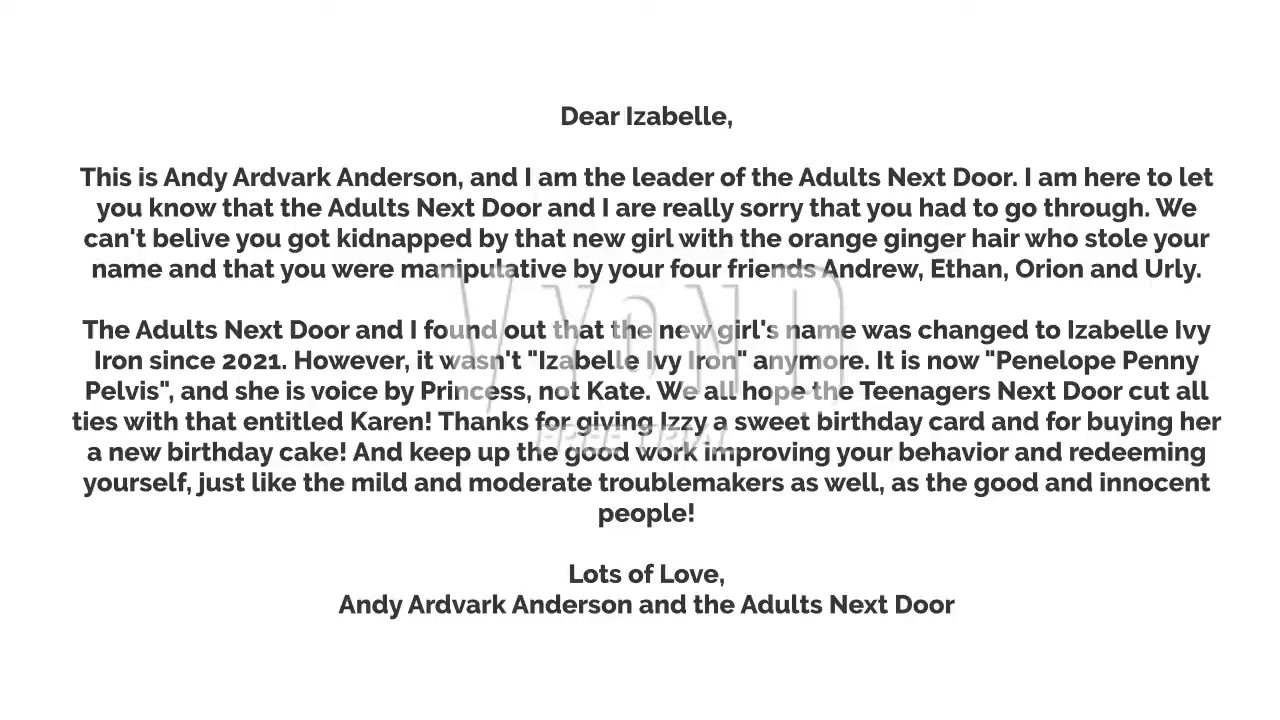 Dear Izabelle,
This is Andy Ardvark Anderson, and I am the leader of the Adults Next Door. I am here to let
you know that the Adults Next Door and I are really sorry that you had to go through. We
can't belive you got kidnapped by that new girl with the orange ginger hair who stole your
name and that you were manipulative by your four friends Andrew, Ethan, Orion and Urly.
The Adults Next Door and I found out that the new girl's name was changed to Izabelle Ivy
Iron since 2021. However, it wasn't "Izabelle Ivy Iron" anymore. It is now "Penelope Penny
Pelvis", and she is voice by Princess, not Kate. We all hope the Teenagers Next Door cut all
ties with that entitled Karen! Thanks for giving Izzy a sweet birthday card and for buying her
a new birthday cake! And keep up the good work improving your behavior and redeeming
yourself, just like the mild and moderate troublemakers as well, as the good and innocent
people!
Lots of Love,
Andy Ardvark Anderson and the Adults Next Door
VYOND
FREE TRIAL